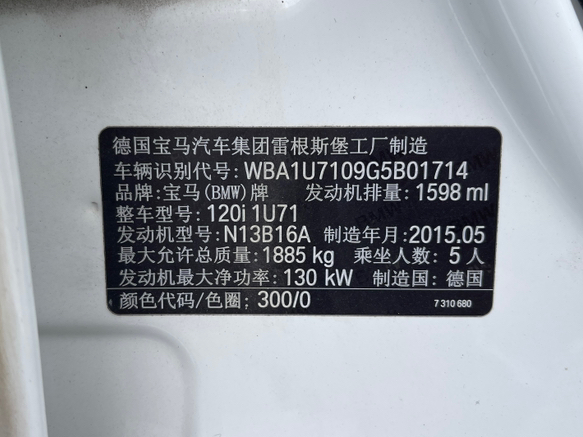 德国宝马汽车集团雷根斯堡工厂制造
车辆识别代号: WBA1U7109G5B01714
品牌: 宝马(BMW)牌 发动机排量: 1598 ml
整车型号: 120i 1U71
发动机型号: N13B16A 制造年月: 2015.05
最大允许总质量: 1885 kg 乘坐人数: 5 人
发动机最大净功率: 130 kW 制造国: 德国
颜色代码/色圈: 300/0 7 310 680